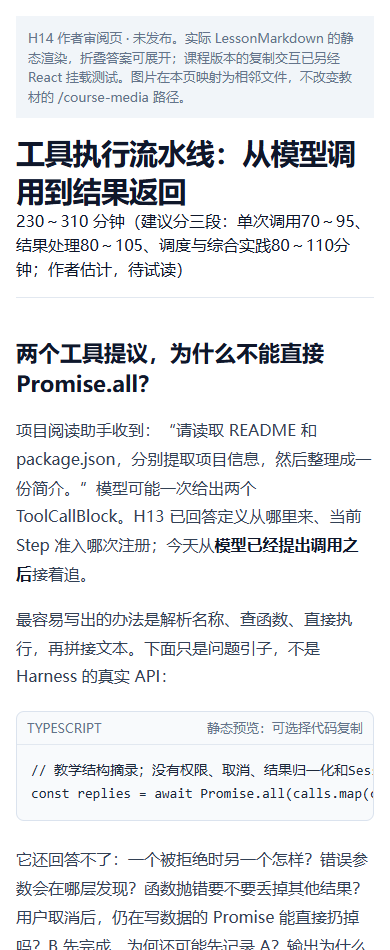 H14 作者审阅页 · 未发布。实际 LessonMarkdown 的静
态渲染，折叠答案可展开；课程版本的复制交互已另经
React 挂载测试。图片在本页映射为相邻文件，不改变教
材的 /course-media 路径。
工具执行流水线：从模型调
用到结果返回
230～310 分钟（建议分三段：单次调用70～95、
结果处理80～105、调度与综合实践80～110分
钟；作者估计，待试读）
两个工具提议，为什么不能直接
Promise.all？
项目阅读助手收到：“请读取 README 和
package.json，分别提取项目信息，然后整理成一
份简介。”模型可能一次给出两个
ToolCallBlock。H13 已回答定义从哪里来、当前
Step 准入哪次注册；今天从模型已经提出调用之
后接着追。
最容易写出的办法是解析名称、查函数、直接执
行，再拼接文本。下面只是问题引子，不是
Harness 的真实 API：
TYPESCRIPT 静态预览：可选择代码复制
// 教学结构摘录；没有权限、取消、结果归一化和Ses
const replies = await Promise.all(calls.map(
它还回答不了：一个被拒绝时另一个怎样？错误参
数会在哪层发现？函数抛错要不要丢掉其他结果？
用户取消后，仍在写数据的 Promise 能直接扔掉
吗？B 先完成，为何还可能先记录 A？输出为什么